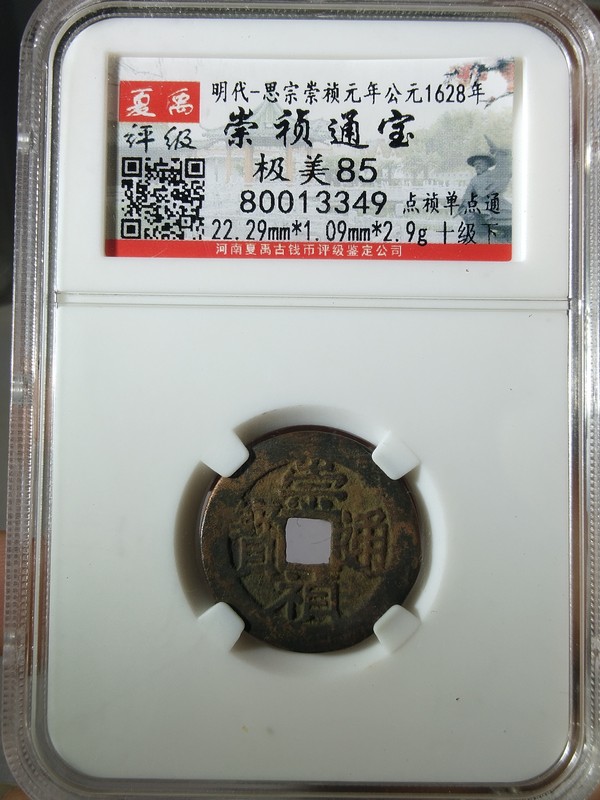 夏禹
评级
明代-思宗崇祯元年公元1628年
崇祯通宝
极美85
80013349 点祯单点通
22.29mm*1.09mm*2.9g 十级下
河南夏禹古钱币评级鉴定公司
崇禎通寳